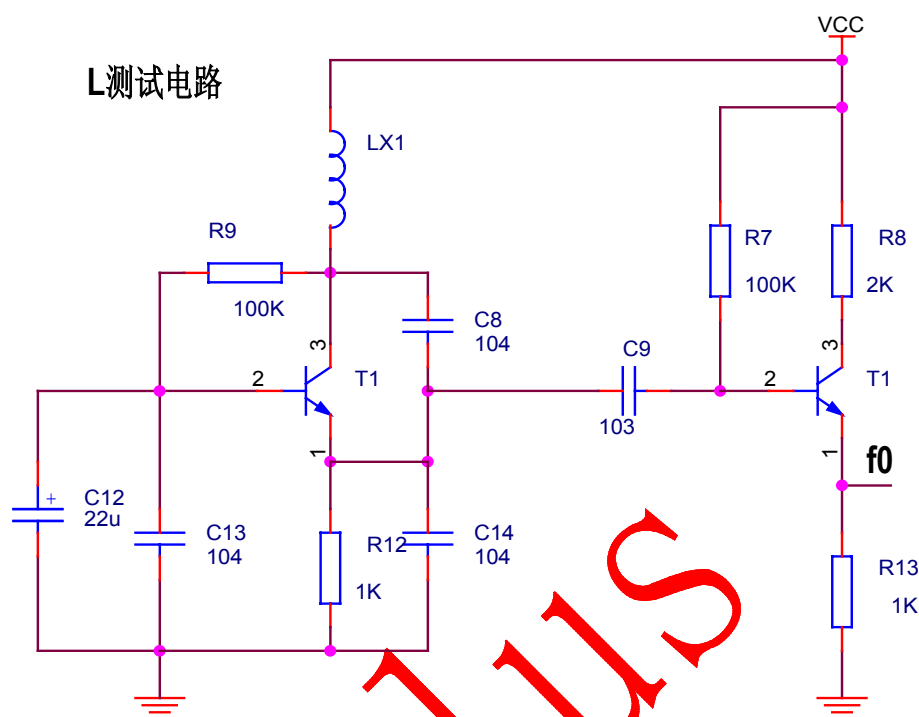 VCC
L测试电路
LX1
R9
100K
R7
100K
R8
2K
C8
104
3
3
C9
103
2
T1
2
T1
1
1
f0
C12
+
22u
C13
104
R12
1K
C14
104
R13
1K
lus